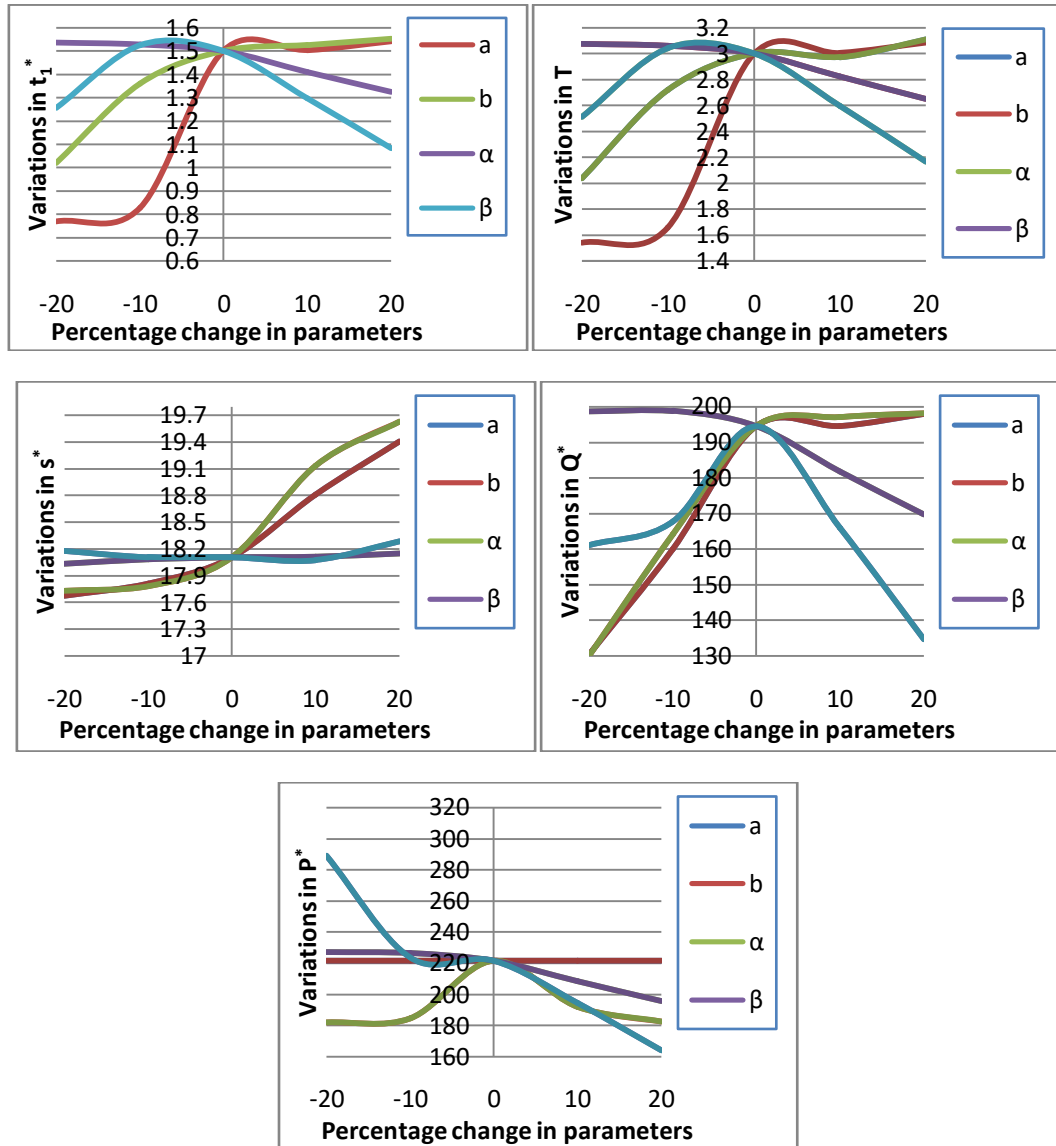 Variations in t₁*
1.6
1.5
1.4
1.3
1.2
1.1
1
0.9
0.8
0.7
0.6
-20 -10 0 10 20
Percentage change in parameters
a
b
α
β
Variations in T
3.2
3
2.8
2.6
2.4
2.2
2
1.8
1.6
1.4
-20 -10 0 10 20
Percentage change in parameters
a
b
α
β
Variations in s*
19.7
19.4
19.1
18.8
18.5
18.2
17.9
17.6
17.3
17
-20 -10 0 10 20
Percentage change in parameters
a
b
α
β
Variations in Q*
200
190
180
170
160
150
140
130
-20 -10 0 10 20
Percentage change in parameters
a
b
α
β
Variations in P*
320
300
280
260
240
220
200
180
160
-20 -10 0 10 20
Percentage change in parameters
a
b
α
β